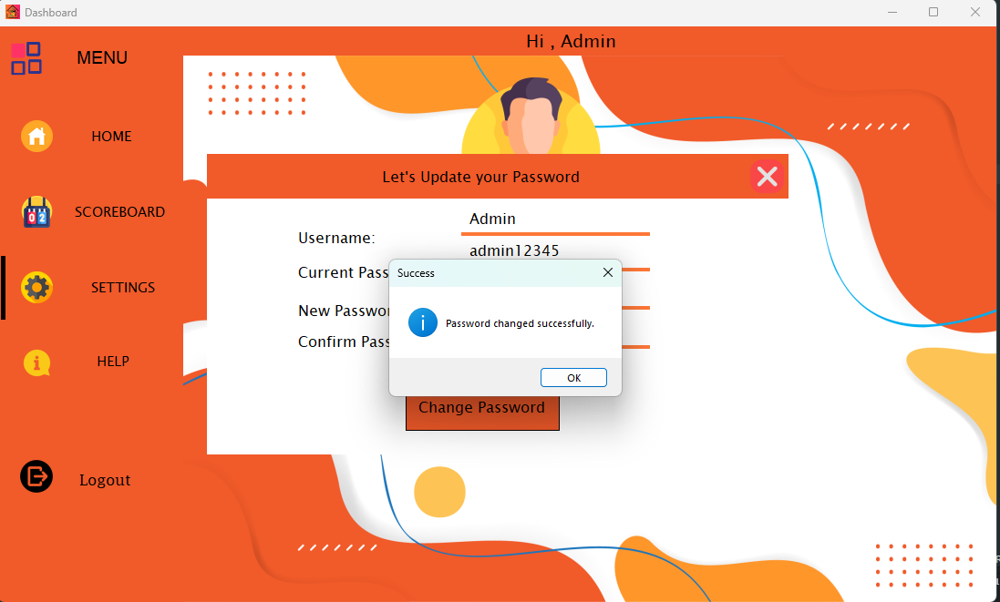 Dashboard
Hi , Admin
MENU
HOME
SCOREBOARD
SETTINGS
HELP
Logout
Let's Update your Password
Username:
Admin
Current Pass
admin12345
New Passwor
Confirm Pass
Success
Password changed successfully.
OK
Change Password
0 2